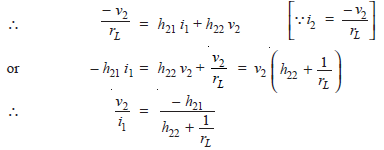 ∴ -v₂/r_L = h₂₁ i₁ + h₂₂ v₂ [∵ i₂ = -v₂/r_L]
or - h₂₁ i₁ = h₂₂ v₂ + v₂/r_L = v₂ (h₂₂ + 1/r_L)
∴ v₂/i₁ = -h₂₁/(h₂₂ + 1/r_L)